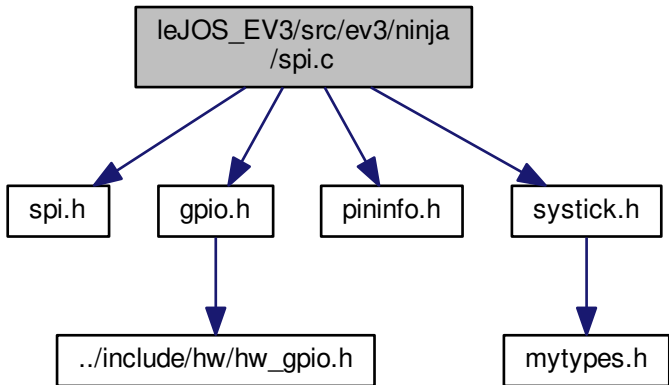 leJOS_EV3/src/ev3/ninja
/spi.c
spi.h
gpio.h
pininfo.h
systick.h
../include/hw/hw_gpio.h
mytypes.h